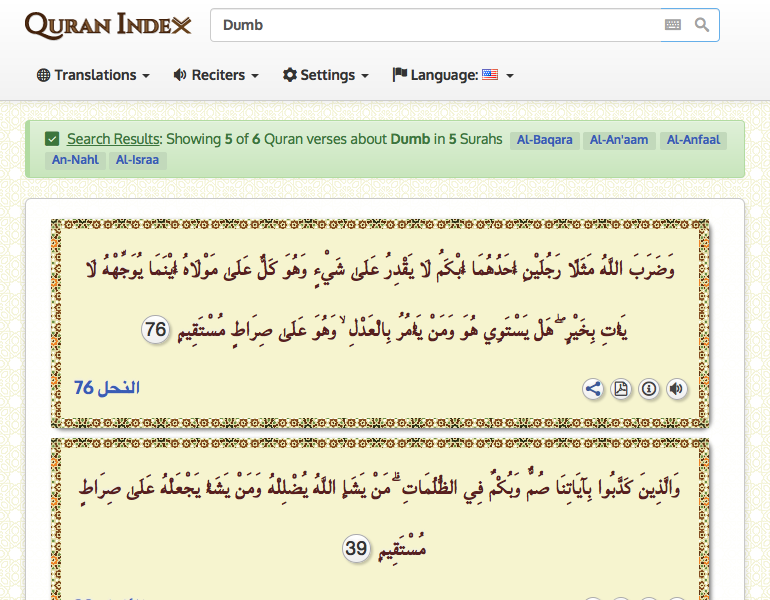 QURAN INDEX
Dumb
Translations Reciters Settings Language:
Search Results: Showing 5 of 6 Quran verses about Dumb in 5 Surahs Al-Baqara Al-An'aam Al-Anfaal
An-Nahl Al-Israa
وَضَرَبَ اللَّهُ مَثَلًا رَجُلَيْنِ أَحَدُهُمَا أَبْكَمُ لَا يَقْدِرُ عَلَىٰ شَيْءٍ وَهُوَ كَلٌّ عَلَىٰ مَوْلَاهُ أَيْنَمَا يُوَجِّهْهُ لَا
يَأْتِ بِخَيْرٍ ۖ هَلْ يَسْتَوِي هُوَ وَمَنْ يَأْمُرُ بِالْعَدْلِ ۙ وَهُوَ عَلَىٰ صِرَاطٍ مُسْتَقِيمٍ 76
النحل 76
وَالَّذِينَ كَذَّبُوا بِآيَاتِنَا صُمٌّ وَبُكْمٌ فِي الظُّلُمَاتِ ۗ مَنْ يَشَإِ اللَّهُ يُضْلِلْهُ وَمَنْ يَشَأْ يَجْعَلْهُ عَلَىٰ صِرَاطٍ
مُسْتَقِيمٍ 39